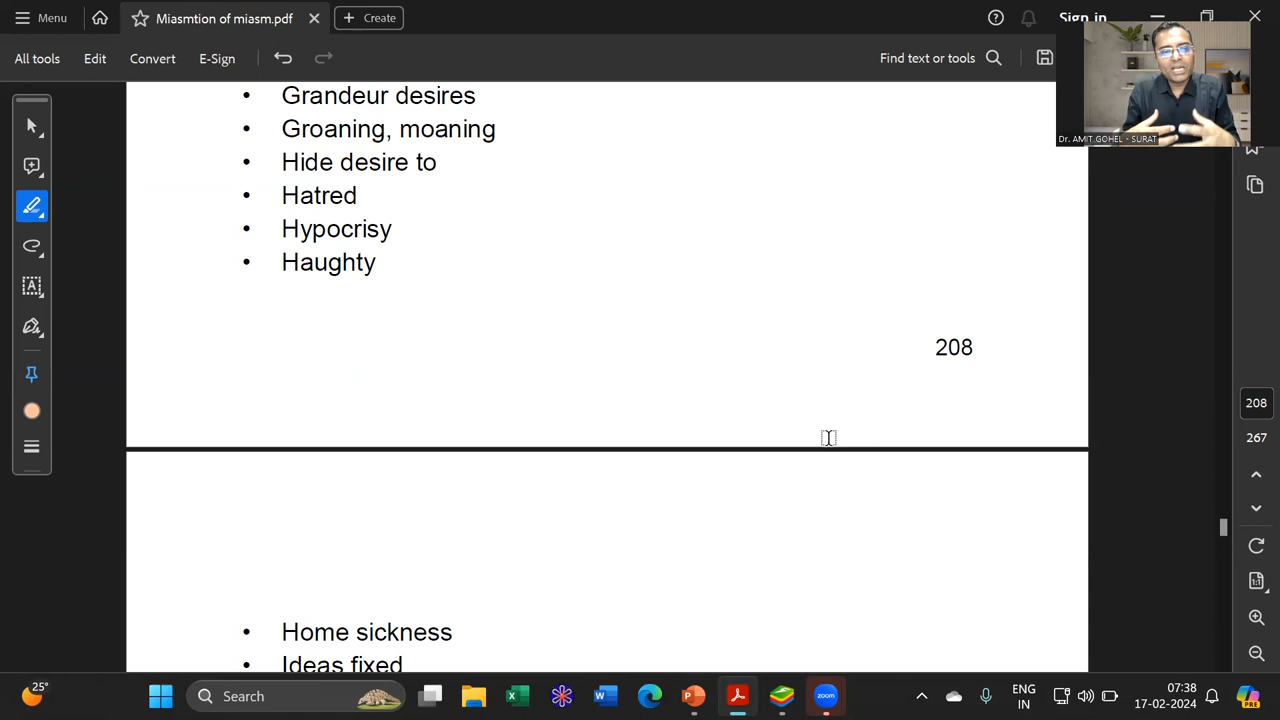 Menu
Miasmtion of miasm.pdf
Create
Sign in
All tools
Edit
Convert
E-Sign
Find text or tools
Dr. AMIT GOHEL - SURAT
• Grandeur desires
• Groaning, moaning
• Hide desire to
• Hatred
• Hypocrisy
• Haughty
208
208
267
• Home sickness
• Ideas fixed
25°
Search
zoom
ENG
IN
07:38
17-02-2024
PRE